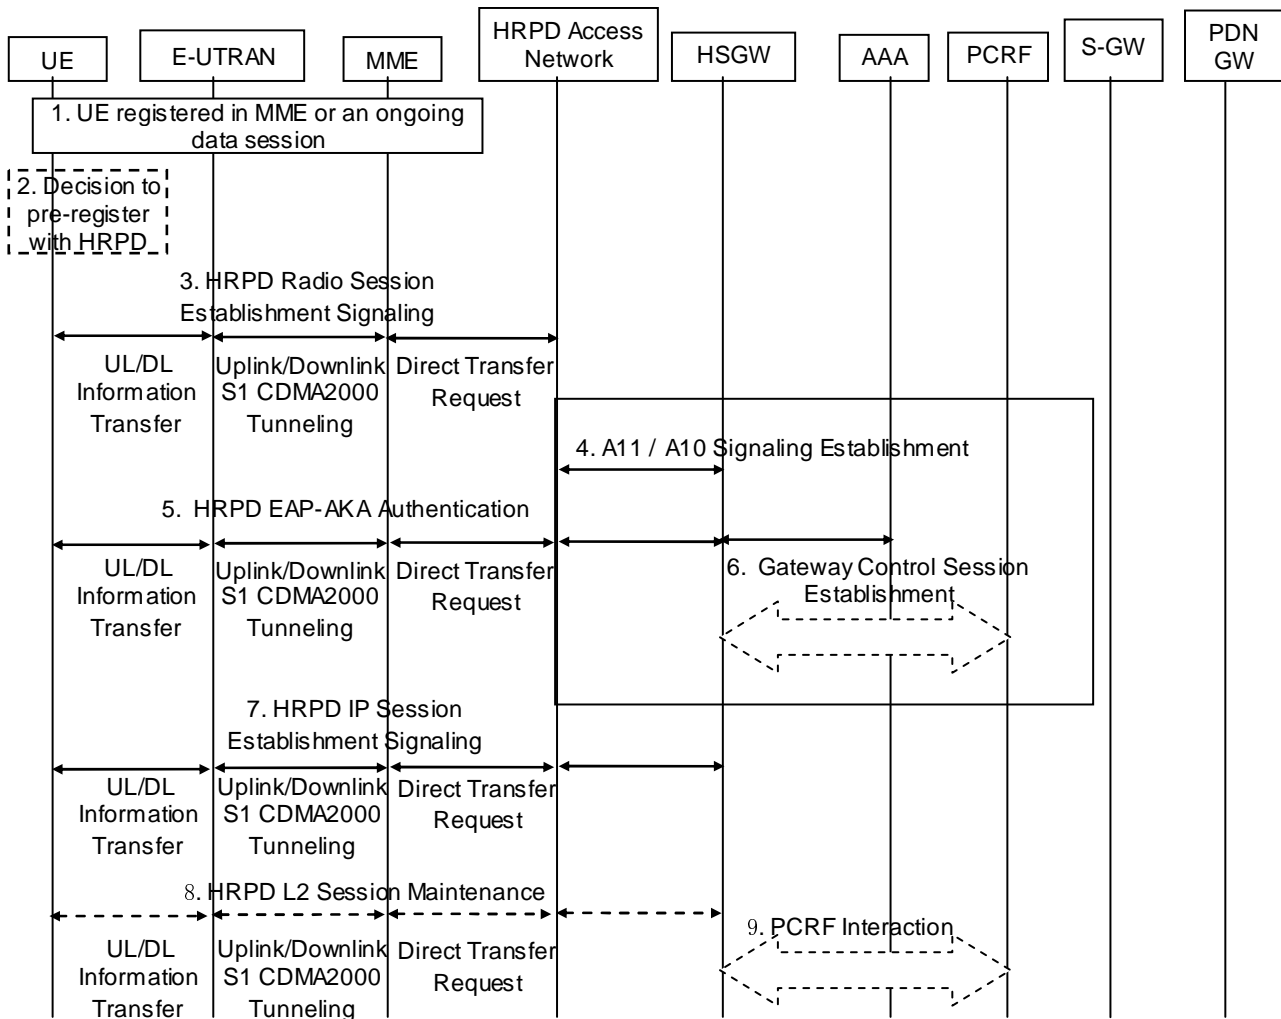 UE
E-UTRAN
MME
HRPD Access
Network
HSGW
AAA
PCRF
S-GW
PDN
GW
1. UE registered in MME or an ongoing
data session
2. Decision to
pre-register
with HRPD
3. HRPD Radio Session
Establishment Signaling
UL/DL
Information
Transfer
Uplink/Downlink
S1 CDMA2000
Tunneling
Direct Transfer
Request
4. A11 / A10 Signaling Establishment
5. HRPD EAP-AKA Authentication
UL/DL
Information
Transfer
Uplink/Downlink
S1 CDMA2000
Tunneling
Direct Transfer
Request
6. Gateway Control Session
Establishment
7. HRPD IP Session
Establishment Signaling
UL/DL
Information
Transfer
Uplink/Downlink
S1 CDMA2000
Tunneling
Direct Transfer
Request
8. HRPD L2 Session Maintenance
UL/DL
Information
Transfer
Uplink/Downlink
S1 CDMA2000
Tunneling
Direct Transfer
Request
9. PCRF Interaction